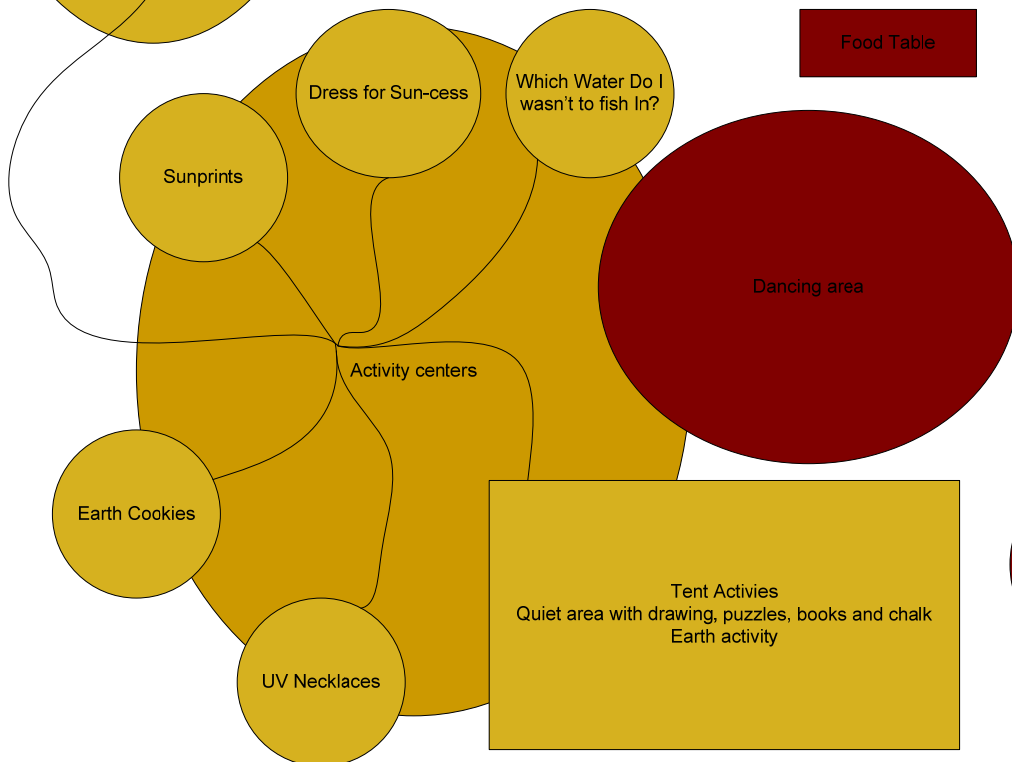 Food Table
Dress for Sun-cess
Which Water Do I
wasn't to fish In?
Sunprints
Dancing area
Activity centers
Earth Cookies
Tent Activies
Quiet area with drawing, puzzles, books and chalk
Earth activity
UV Necklaces